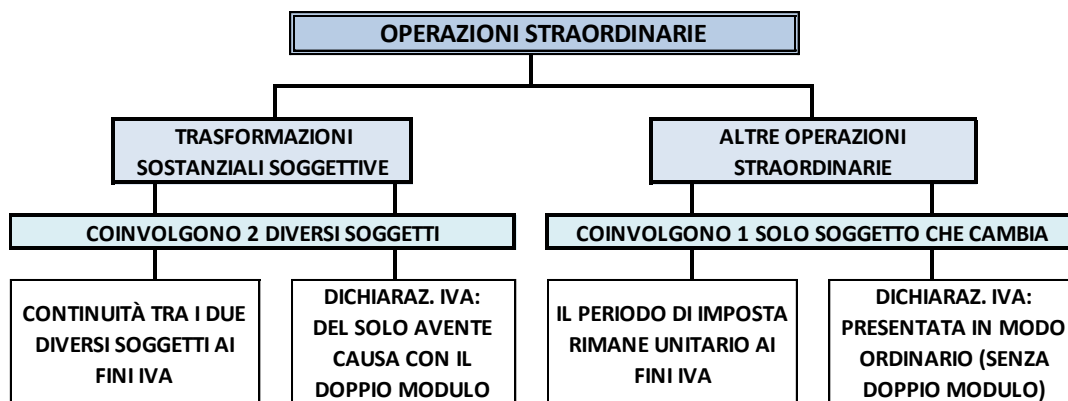 OPERAZIONI STRAORDINARIE
TRASFORMAZIONI
SOSTANZIALI SOGGETTIVE
ALTRE OPERAZIONI
STRAORDINARIE
COINVOLGONO 2 DIVERSI SOGGETTI
COINVOLGONO 1 SOLO SOGGETTO CHE CAMBIA
CONTINUITÀ TRA I DUE
DIVERSI SOGGETTI AI
FINI IVA
DICHIARAZ. IVA:
DEL SOLO AVENTE
CAUSA CON IL
DOPPIO MODULO
IL PERIODO DI IMPOSTA
RIMANE UNITARIO AI
FINI IVA
DICHIARAZ. IVA:
PRESENTATA IN MODO
ORDINARIO (SENZA
DOPPIO MODULO)